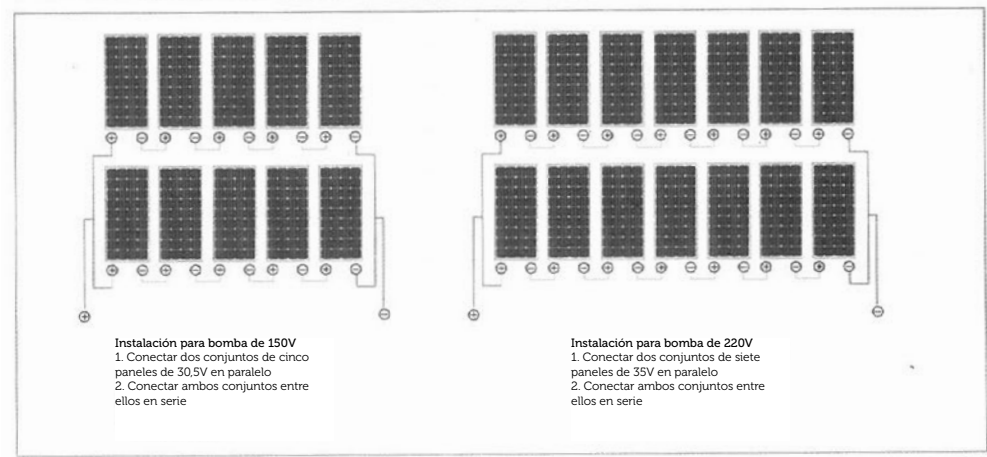 Instalación para bomba de 150V
1. Conectar dos conjuntos de cinco
paneles de 30,5V en paralelo
2. Conectar ambos conjuntos entre
ellos en serie
Instalación para bomba de 220V
1. Conectar dos conjuntos de siete
paneles de 35V en paralelo
2. Conectar ambos conjuntos entre
ellos en serie